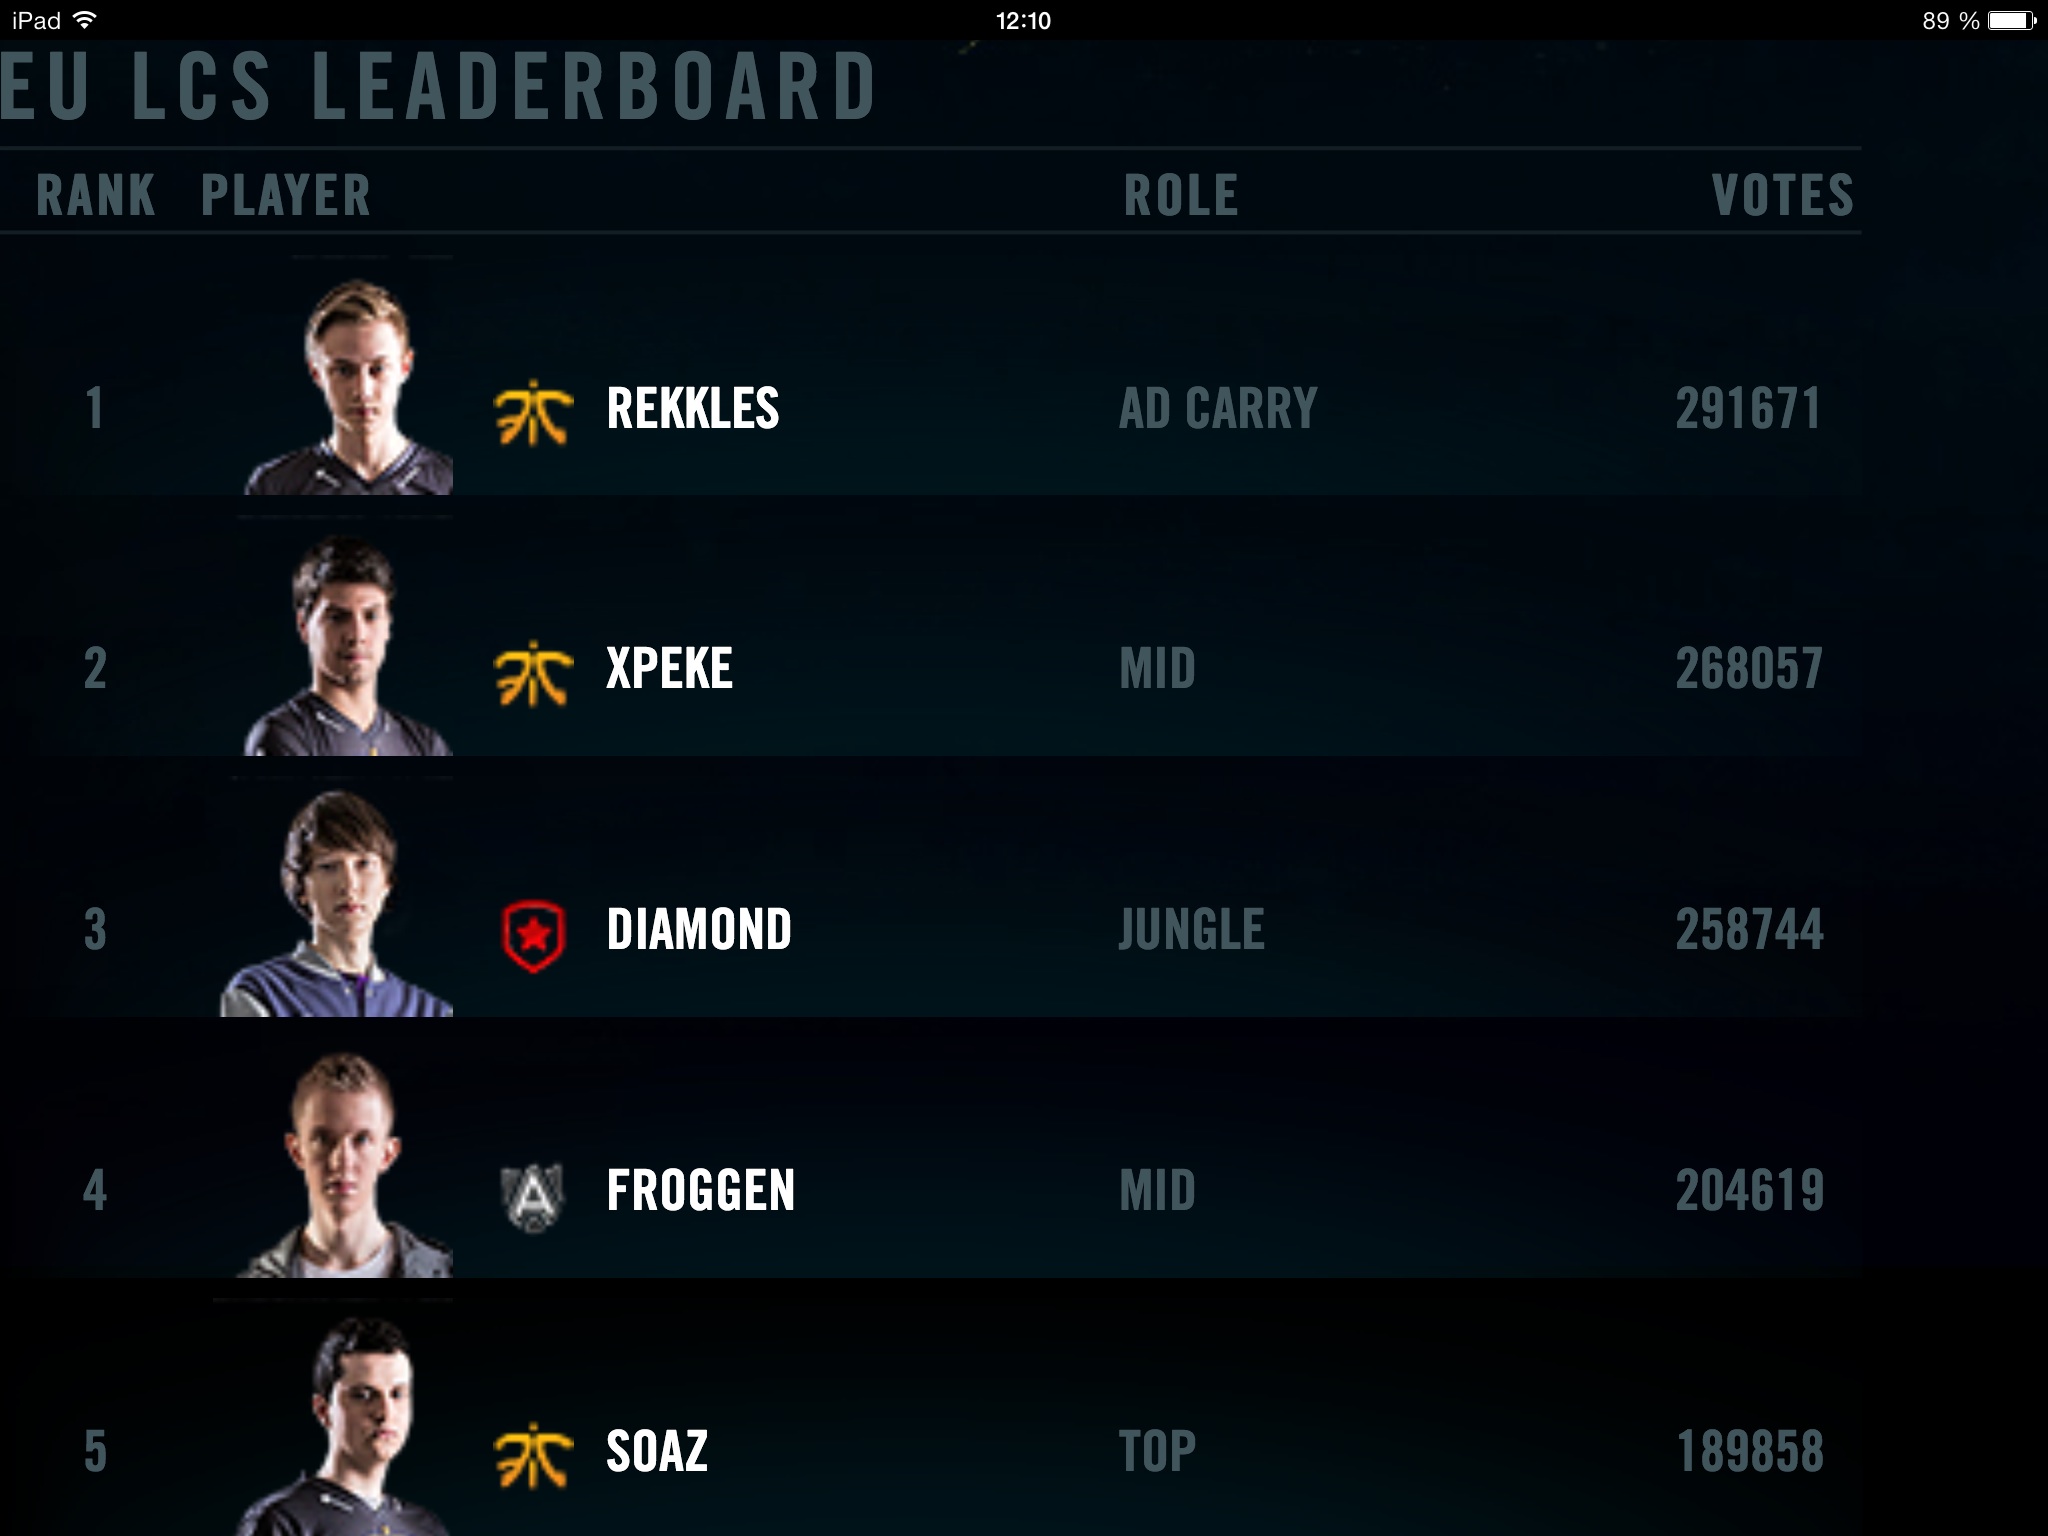 iPad 12:10 89 %
EU LCS LEADERBOARD
RANK PLAYER ROLE VOTES
1 REKKLES AD CARRY 291671
2 XPEKE MID 268057
3 DIAMOND JUNGLE 258744
4 A FROGGEN MID 204619
5 SOAZ TOP 189858